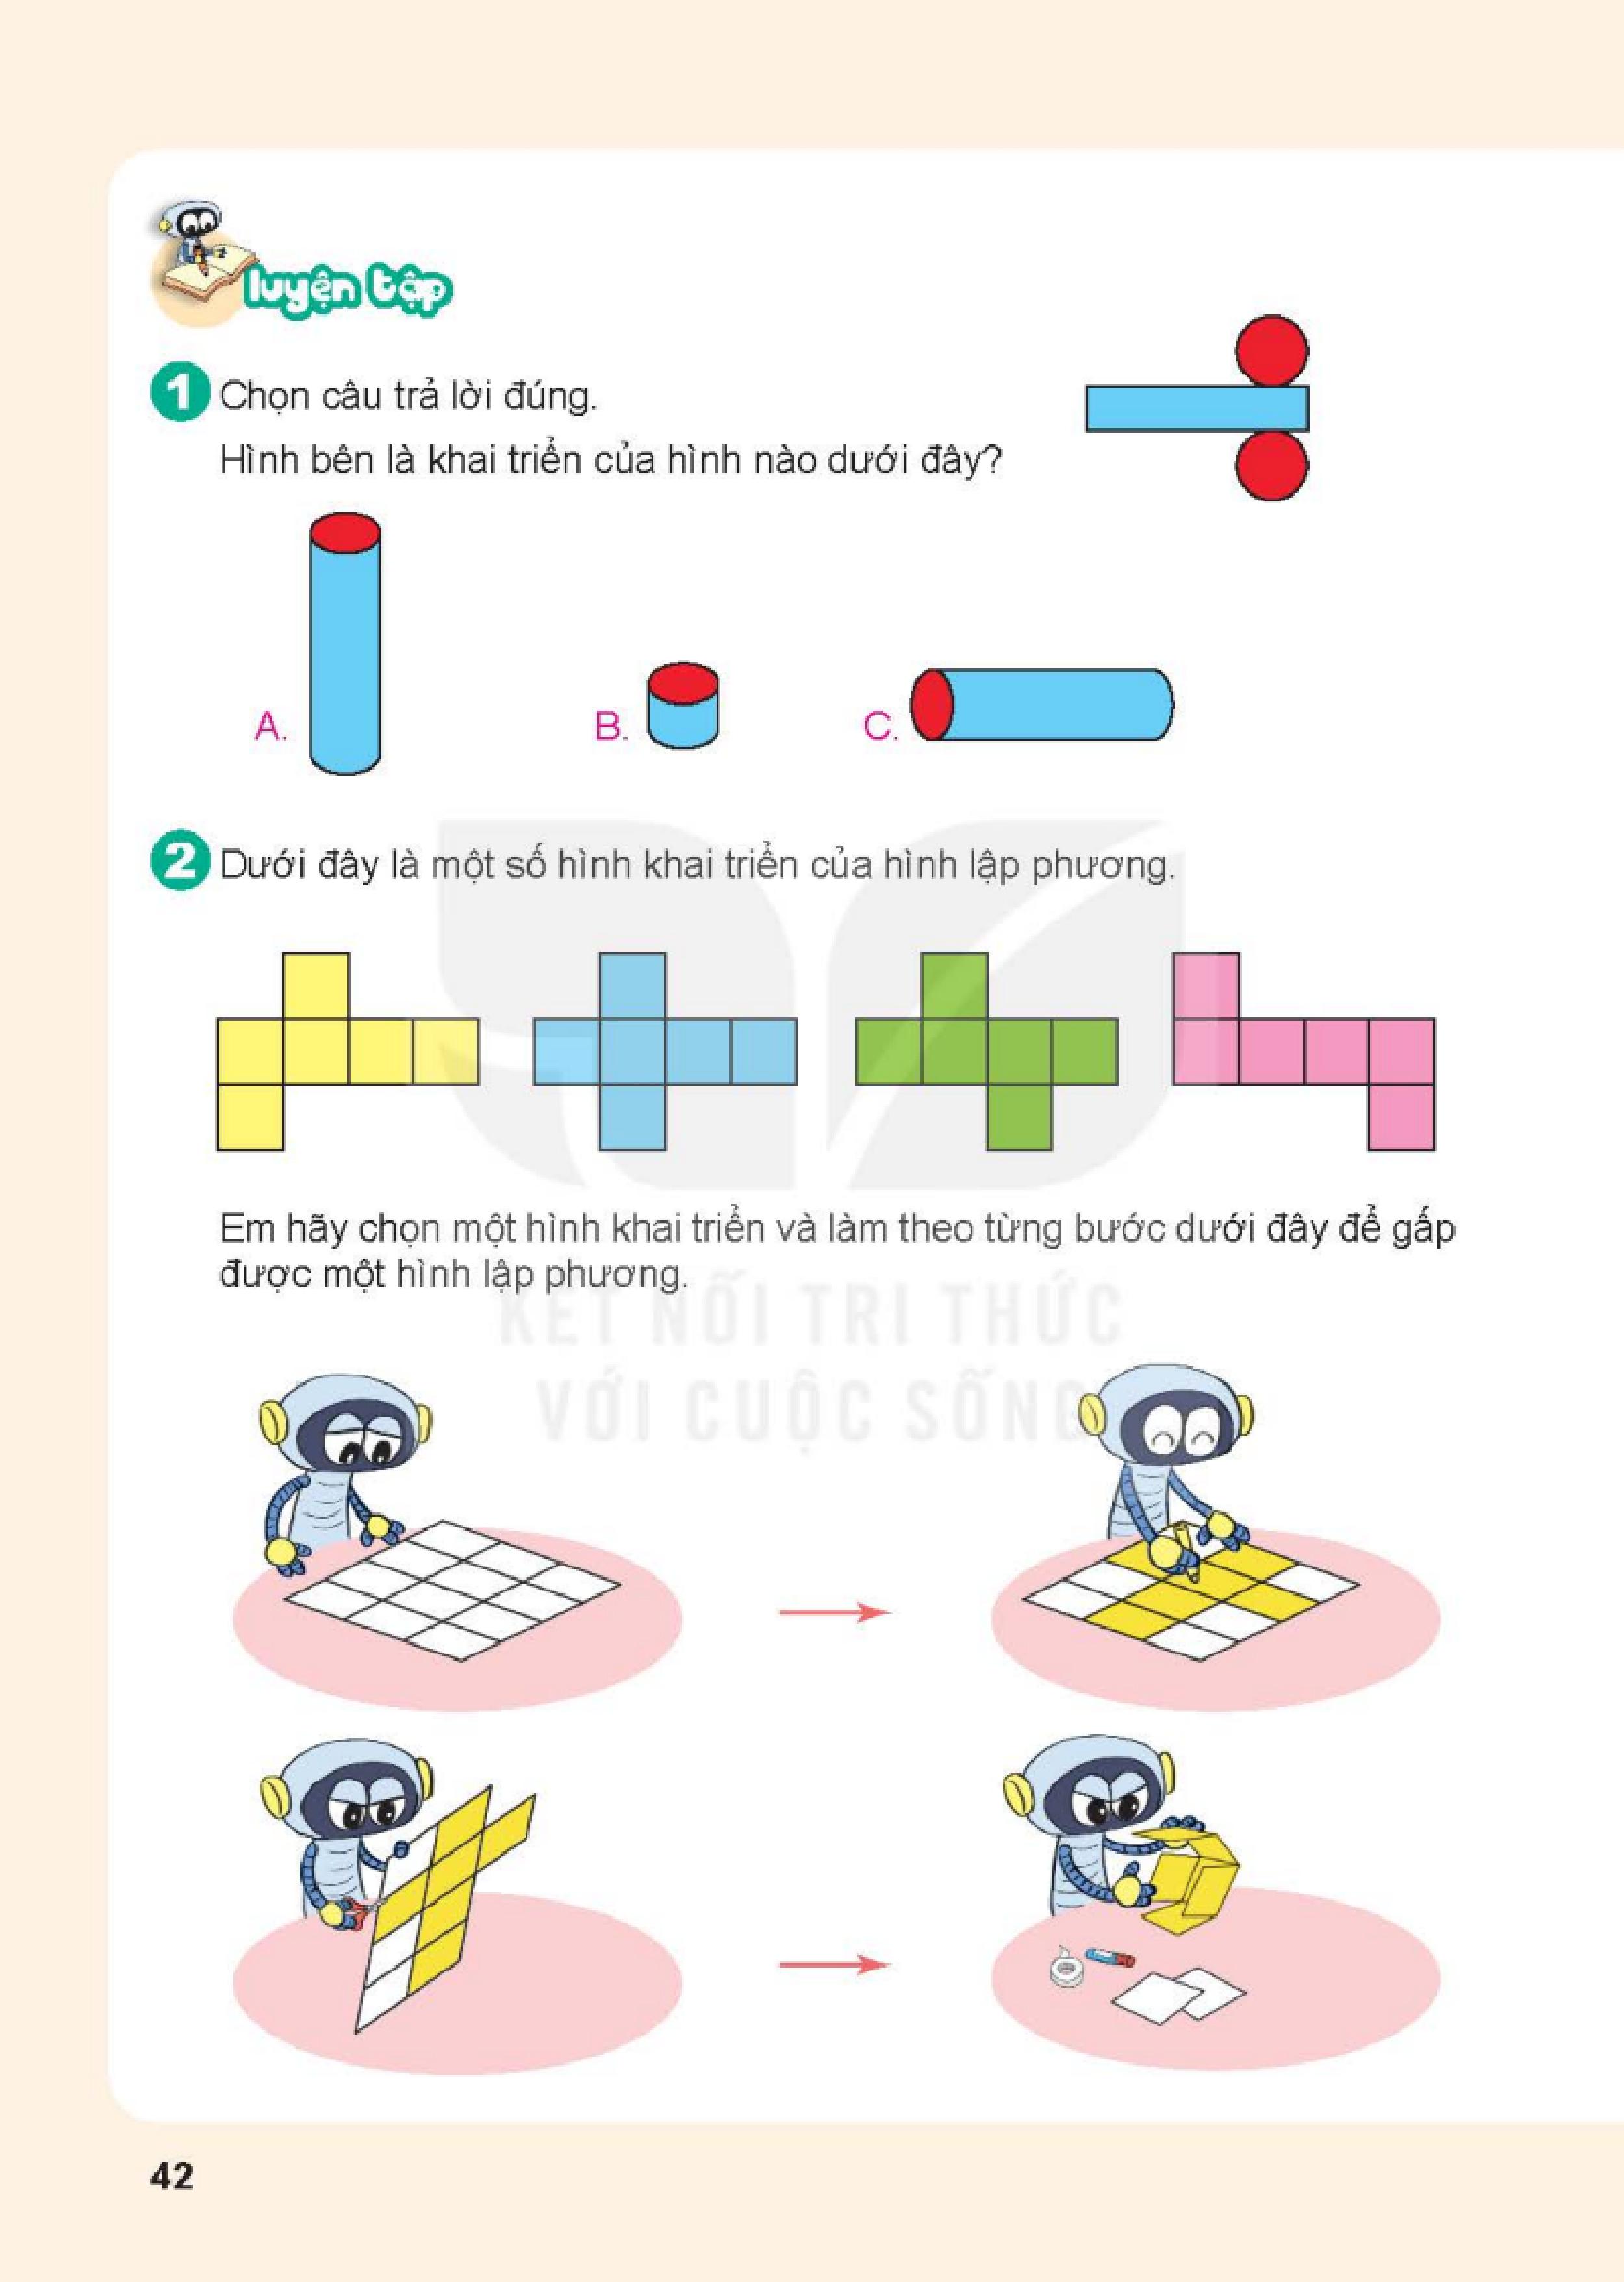 luyện tập
1 Chọn câu trả lời đúng.
Hình bên là khai triển của hình nào dưới đây?
A.
B.
C.
2 Dưới đây là một số hình khai triển của hình lập phương.
Em hãy chọn một hình khai triển và làm theo từng bước dưới đây để gấp
được một hình lập phương.
KẾT NỐI TRI THỨC
VỚI CUỘC SỐNG
42